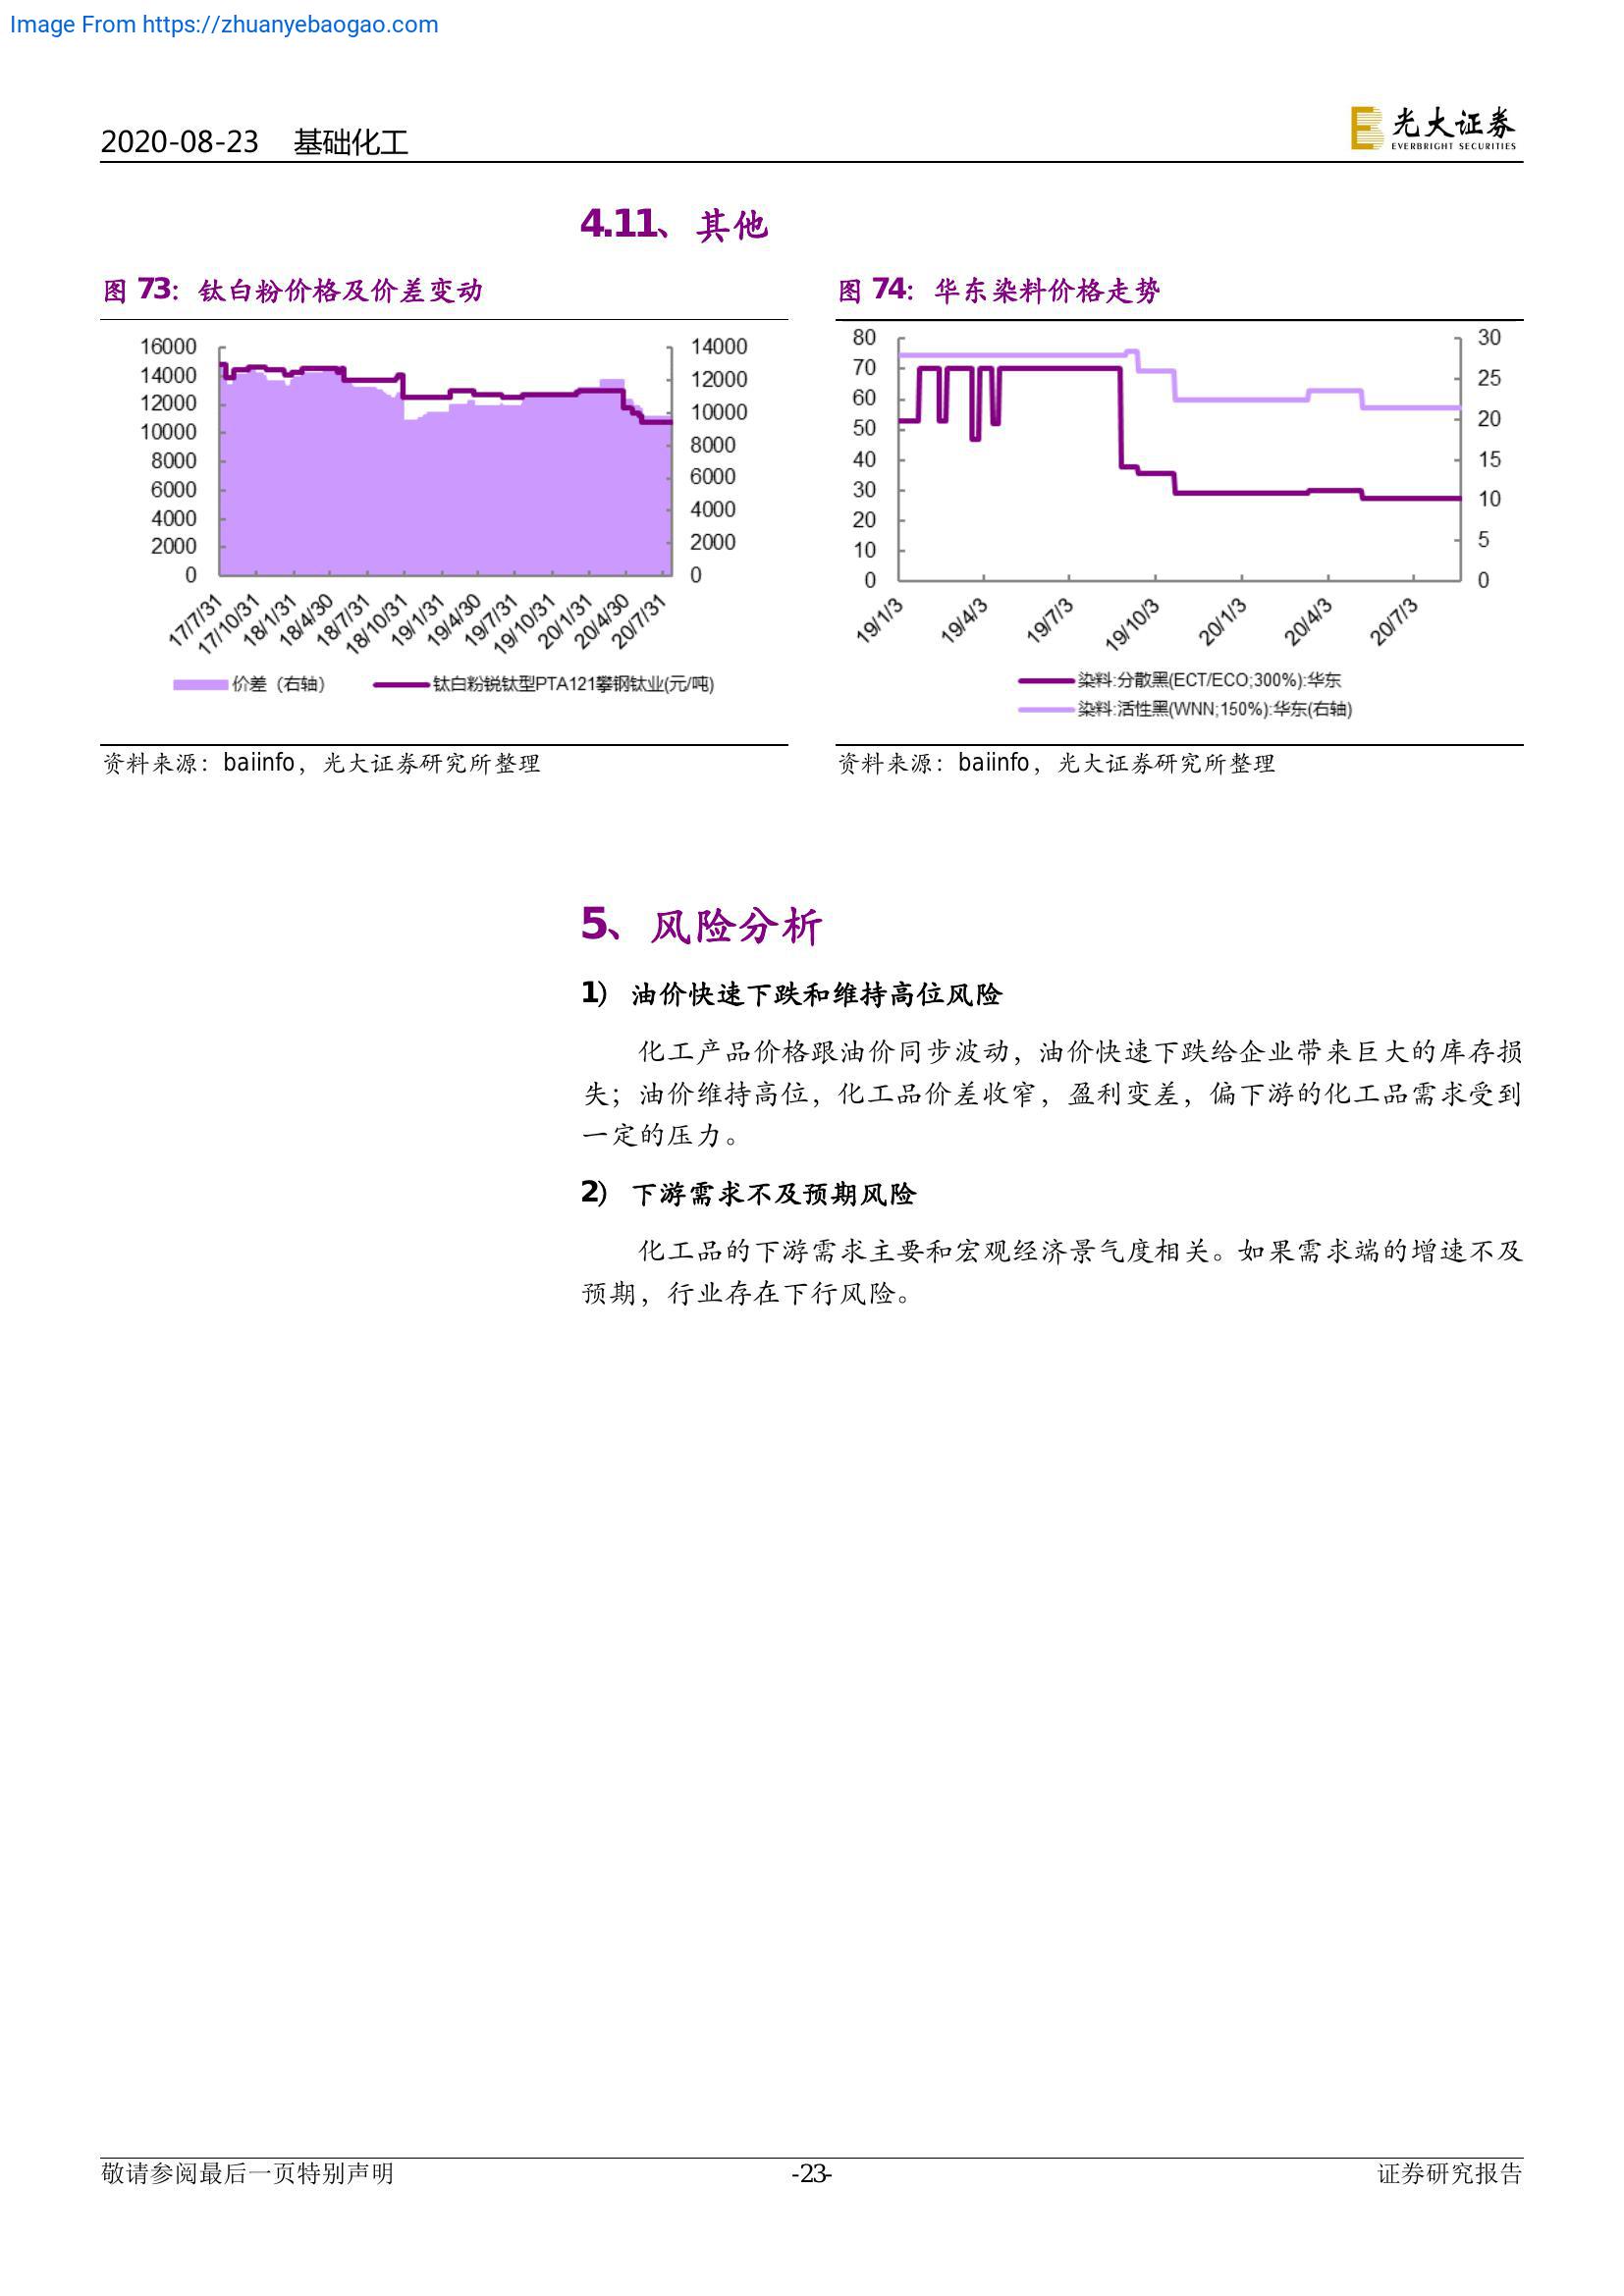 Image From https://zhuanyebaogao.com
2020-08-23 基础化工
光大证券
EVERBRIGHT SECURITIES
4.11、其他
图 73：钛白粉价格及价差变动
16000
14000
12000
10000
8000
6000
4000
2000
0
14000
12000
10000
8000
6000
4000
2000
0
17/7/31
17/10/31
18/1/31
18/4/30
18/7/31
18/10/31
19/1/31
19/4/30
19/7/31
19/10/31
20/1/31
20/4/30
20/7/31
价差（右轴）
钛白粉锐钛型PTA121攀钢钛业(元/吨)
资料来源：baiinfo，光大证券研究所整理
图 74：华东染料价格走势
80
70
60
50
40
30
20
10
0
30
25
20
15
10
5
0
19/1/3
19/4/3
19/7/3
19/10/3
20/1/3
20/4/3
20/7/3
染料:分散黑(ECT/ECO;300%):华东
染料:活性黑(WNN;150%):华东(右轴)
资料来源：baiinfo，光大证券研究所整理
5、风险分析
1) 油价快速下跌和维持高位风险
化工产品价格跟油价同步波动，油价快速下跌给企业带来巨大的库存损
失；油价维持高位，化工品价差收窄，盈利变差，偏下游的化工品需求受到
一定的压力。
2) 下游需求不及预期风险
化工品的下游需求主要和宏观经济景气度相关。如果需求端的增速不及
预期，行业存在下行风险。
敬请参阅最后一页特别声明
-23-
证券研究报告